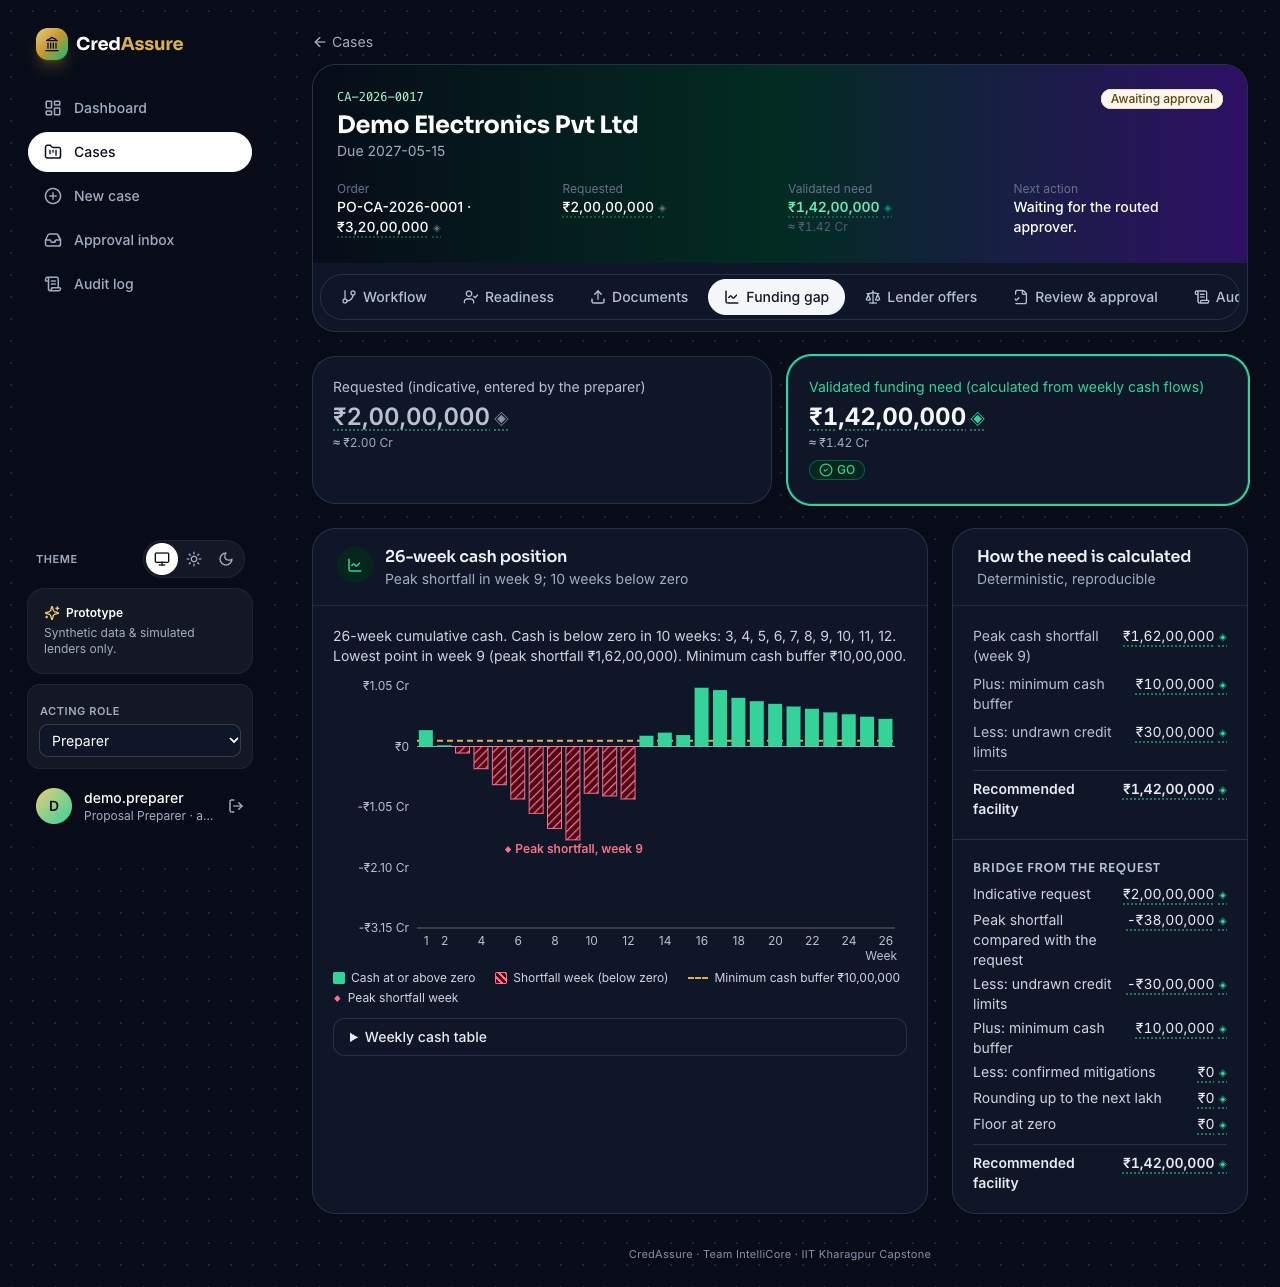 CredAssure
Dashboard
Cases
New case
Approval inbox
Audit log
THEME
Prototype
Synthetic data & simulated
lenders only.
ACTING ROLE
Preparer
D
demo.preparer
Proposal Preparer · a...
← Cases
CA-2026-0017
Awaiting approval
Demo Electronics Pvt Ltd
Due 2027-05-15
Order
PO-CA-2026-0001 ·
₹3,20,00,000
Requested
₹2,00,00,000
Validated need
₹1,42,00,000
≈ ₹1.42 Cr
Next action
Waiting for the routed
approver.
Workflow
Readiness
Documents
Funding gap
Lender offers
Review & approval
Requested (indicative, entered by the preparer)
₹2,00,00,000
≈ ₹2.00 Cr
Validated funding need (calculated from weekly cash flows)
₹1,42,00,000
≈ ₹1.42 Cr
GO
26-week cash position
Peak shortfall in week 9; 10 weeks below zero
26-week cumulative cash. Cash is below zero in 10 weeks: 3, 4, 5, 6, 7, 8, 9, 10, 11, 12.
Lowest point in week 9 (peak shortfall ₹1,62,00,000). Minimum cash buffer ₹10,00,000.
₹1.05 Cr
₹0
-₹1.05 Cr
-₹2.10 Cr
-₹3.15 Cr
Peak shortfall, week 9
1 2 4 6 8 10 12 14 16 18 20 22 24 26
Week
Cash at or above zero
Shortfall week (below zero)
Minimum cash buffer ₹10,00,000
Peak shortfall week
Weekly cash table
How the need is calculated
Deterministic, reproducible
Peak cash shortfall ₹1,62,00,000
(week 9)
Plus: minimum cash ₹10,00,000
buffer
Less: undrawn credit ₹30,00,000
limits
Recommended ₹1,42,00,000
facility
BRIDGE FROM THE REQUEST
Indicative request ₹2,00,00,000
Peak shortfall -₹38,00,000
compared with the
request
Less: undrawn credit -₹30,00,000
limits
Plus: minimum cash ₹10,00,000
buffer
Less: confirmed mitigations ₹0
Rounding up to the next lakh ₹0
Floor at zero ₹0
Recommended ₹1,42,00,000
facility
CredAssure · Team IntelliCore · IIT Kharagpur Capstone